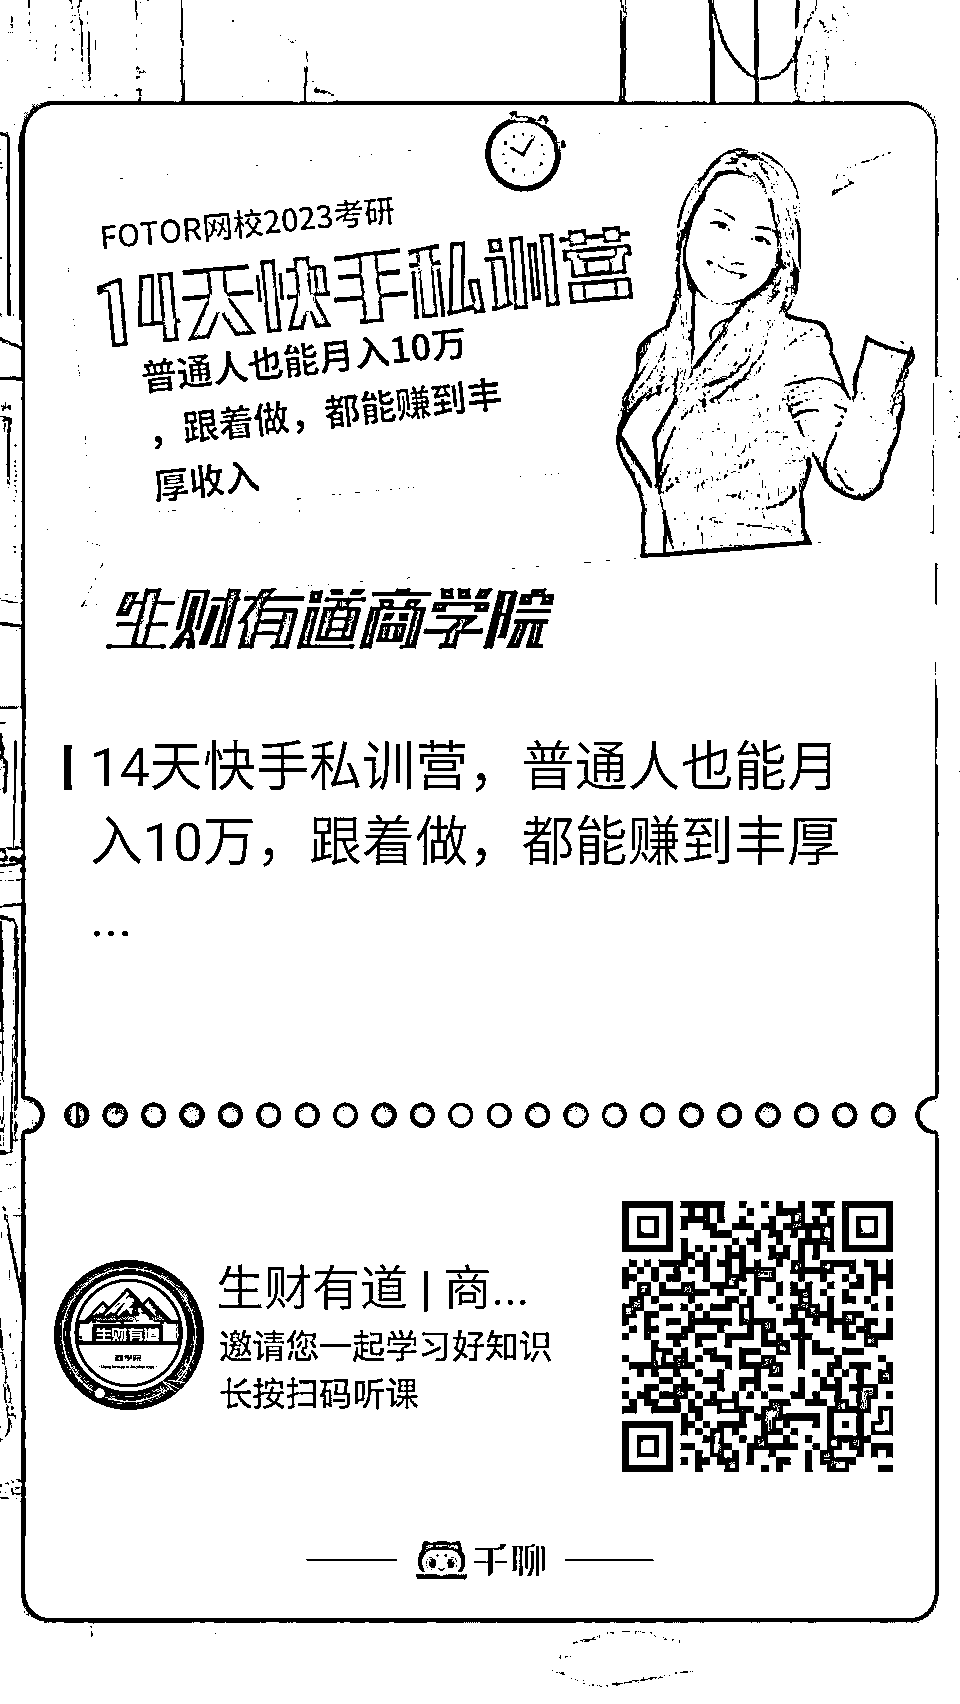 FOTOR网校2023考研
14天快手私训营
普通人也能月入10万
，跟着做，都能赚到丰
厚收入
生财有道商学院
14天快手私训营，普通人也能月
入10万，跟着做，都能赚到丰厚
...
生财有道
商学院
生财有道 | 商...
邀请您一起学习好知识
长按扫码听课
千聊